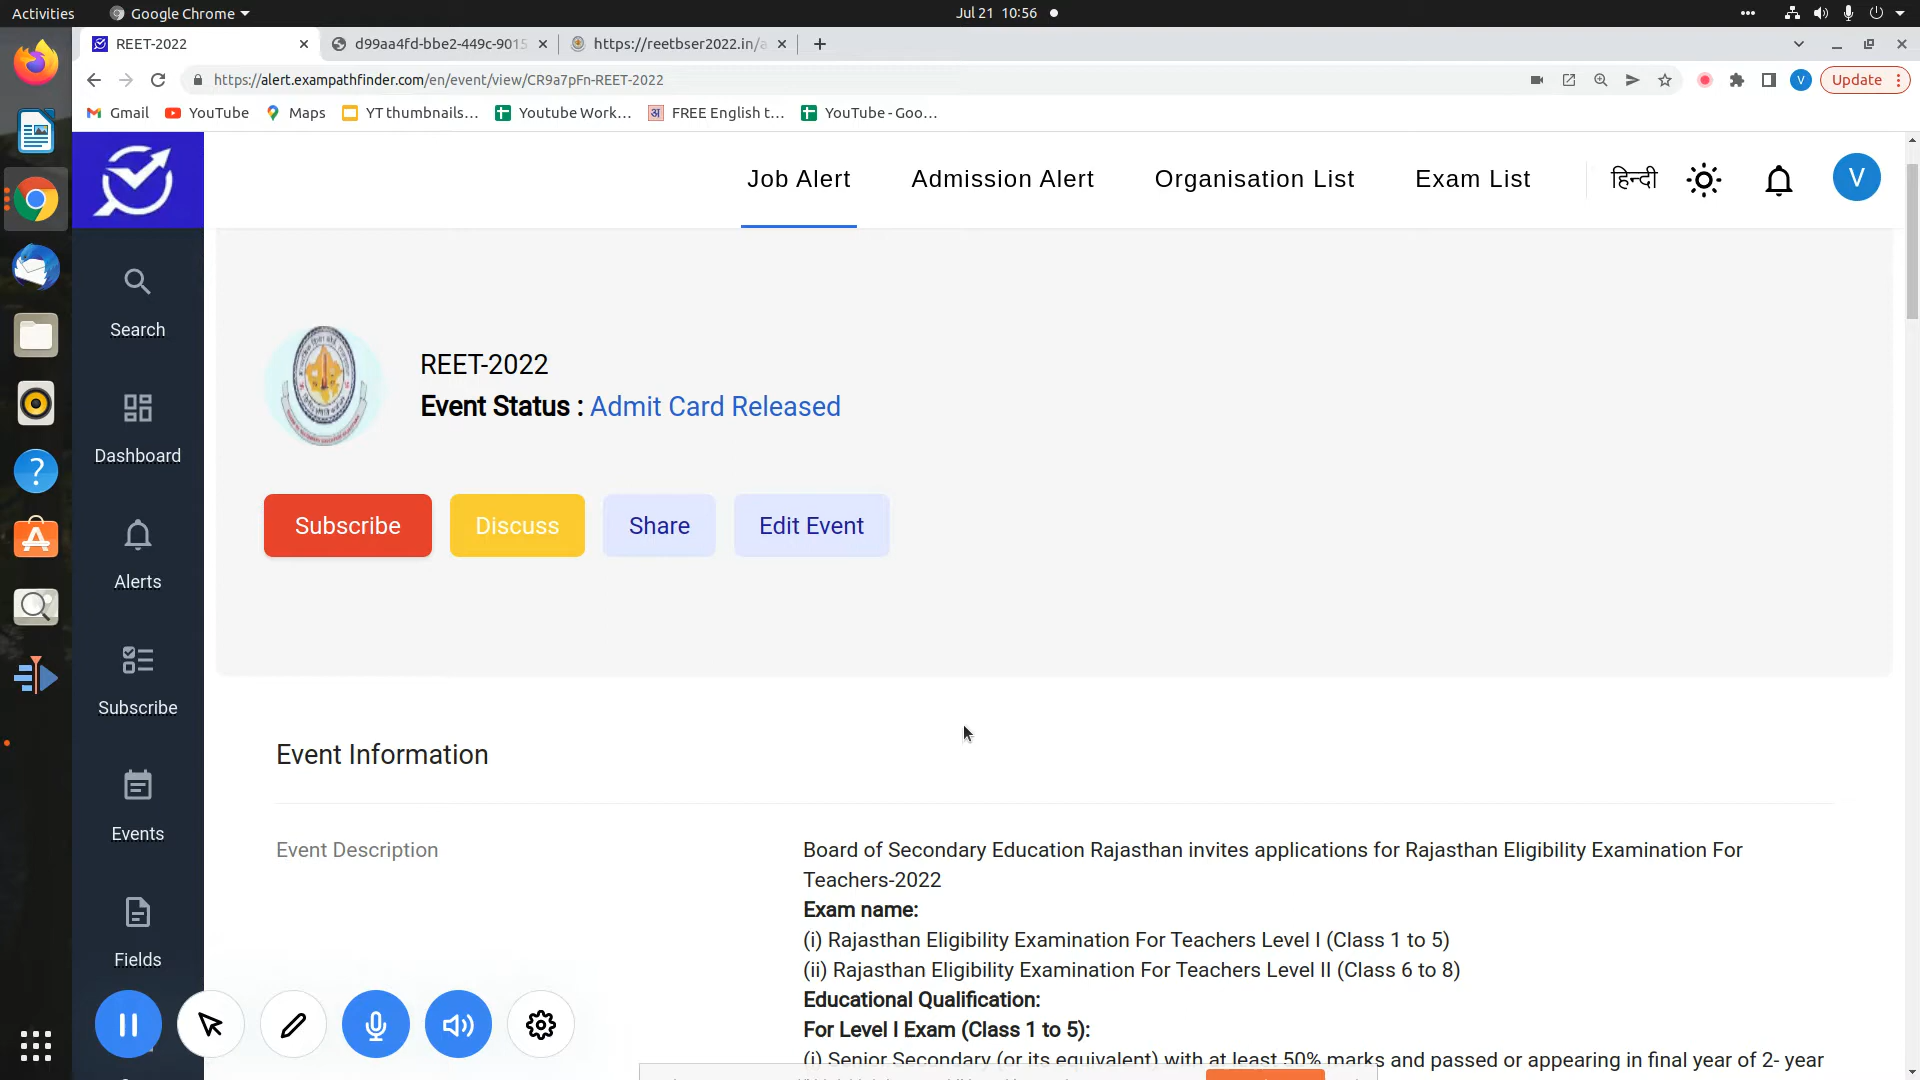 Activities
Google Chrome
Jul 21 10:56
REET-2022
d99aa4fd-bbe2-449c-9015
https://reetbser2022.in/a
https://alert.exampathfinder.com/en/event/view/CR9a7pFn-REET-2022
V
Update
Gmail
YouTube
Maps
YT thumbnails...
Youtube Work...
FREE English t...
YouTube - Goo...
Job Alert
Admission Alert
Organisation List
Exam List
हिन्दी
V
Search
Dashboard
Alerts
Subscribe
Events
Fields
REET-2022
Event Status : Admit Card Released
Subscribe
Discuss
Share
Edit Event
Event Information
Event Description
Board of Secondary Education Rajasthan invites applications for Rajasthan Eligibility Examination For
Teachers-2022
Exam name:
(i) Rajasthan Eligibility Examination For Teachers Level I (Class 1 to 5)
(ii) Rajasthan Eligibility Examination For Teachers Level II (Class 6 to 8)
Educational Qualification:
For Level I Exam (Class 1 to 5):
(i) Senior Secondary (or its equivalent) with at least 50% marks and passed or appearing in final year of 2- year